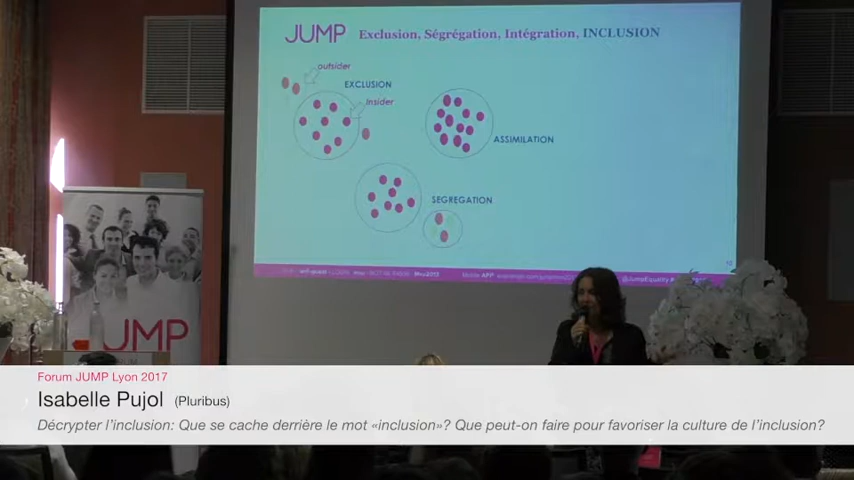 JUMP Exclusion, Ségrégation, Intégration, INCLUSION
outsider
EXCLUSION
Insider
ASSIMILATION
SEGREGATION
JUMP
Forum JUMP Lyon 2017
Isabelle Pujol (Pluribus)
Décrypter l’inclusion: Que se cache derrière le mot «inclusion»? Que peut-on faire pour favoriser la culture de l’inclusion?